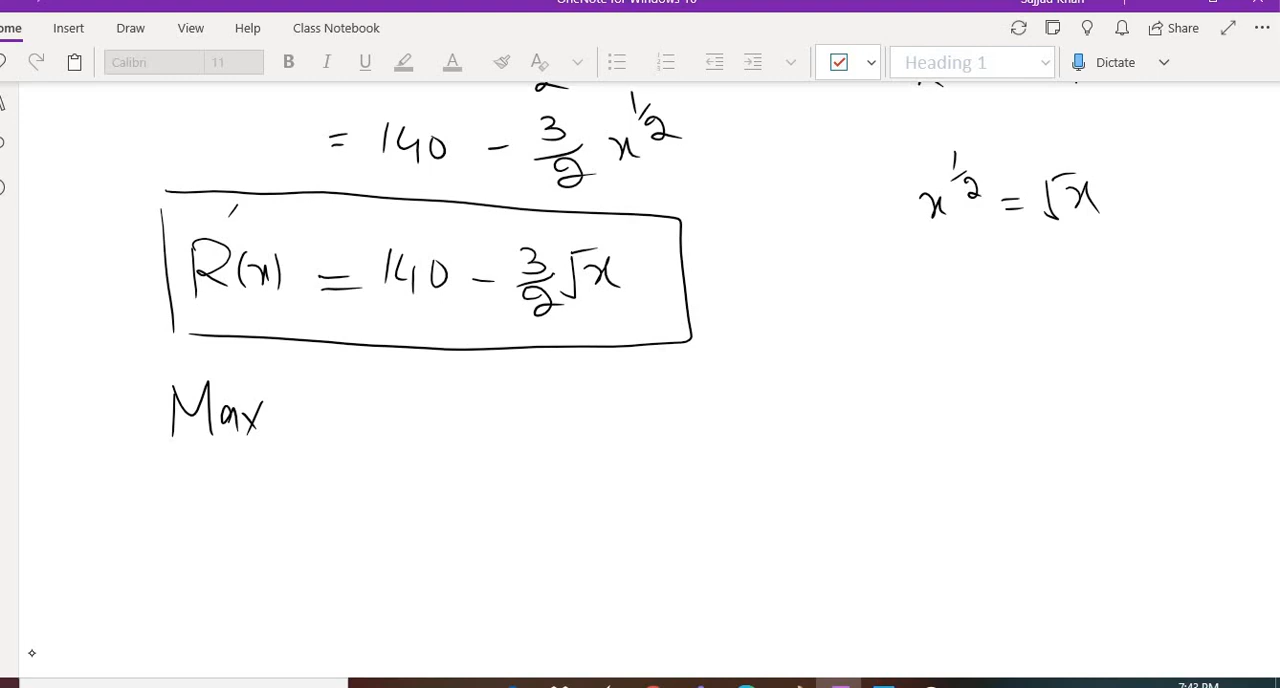 ome Insert Draw View Help Class Notebook Share
Calibri 11 B I U A Heading 1 Dictate
= 140 - 3/2 x^1/2
x^1/2 = √x
R'(x) = 140 - 3/2 √x
Max